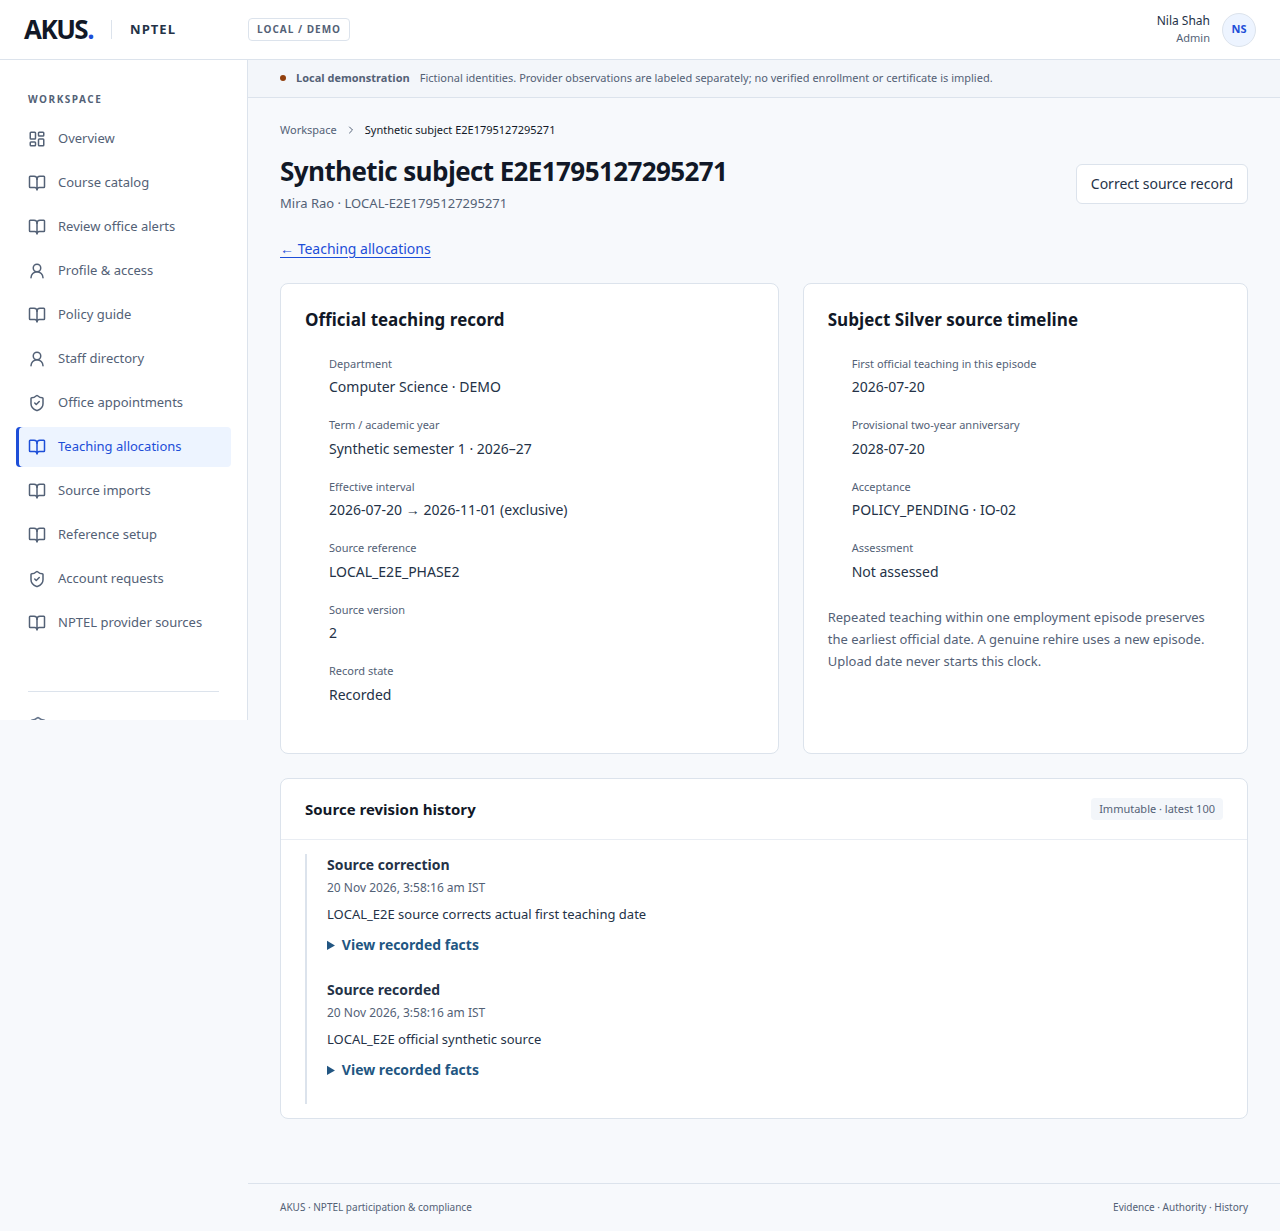 AKUS.
NPTEL
LOCAL / DEMO
Nila Shah
Admin
NS
WORKSPACE
Overview
Course catalog
Review office alerts
Profile & access
Policy guide
Staff directory
Office appointments
Teaching allocations
Source imports
Reference setup
Account requests
NPTEL provider sources
Local demonstration Fictional identities. Provider observations are labeled separately; no verified enrollment or certificate is implied.
Workspace > Synthetic subject E2E1795127295271
Synthetic subject E2E1795127295271
Mira Rao · LOCAL-E2E1795127295271
Correct source record
← Teaching allocations
Official teaching record
Department
Computer Science · DEMO
Term / academic year
Synthetic semester 1 · 2026–27
Effective interval
2026-07-20 → 2026-11-01 (exclusive)
Source reference
LOCAL_E2E_PHASE2
Source version
2
Record state
Recorded
Subject Silver source timeline
First official teaching in this episode
2026-07-20
Provisional two-year anniversary
2028-07-20
Acceptance
POLICY_PENDING · IO-02
Assessment
Not assessed
Repeated teaching within one employment episode preserves
the earliest official date. A genuine rehire uses a new episode.
Upload date never starts this clock.
Source revision history
Immutable · latest 100
Source correction
20 Nov 2026, 3:58:16 am IST
LOCAL_E2E source corrects actual first teaching date
▶ View recorded facts
Source recorded
20 Nov 2026, 3:58:16 am IST
LOCAL_E2E official synthetic source
▶ View recorded facts
AKUS · NPTEL participation & compliance
Evidence · Authority · History